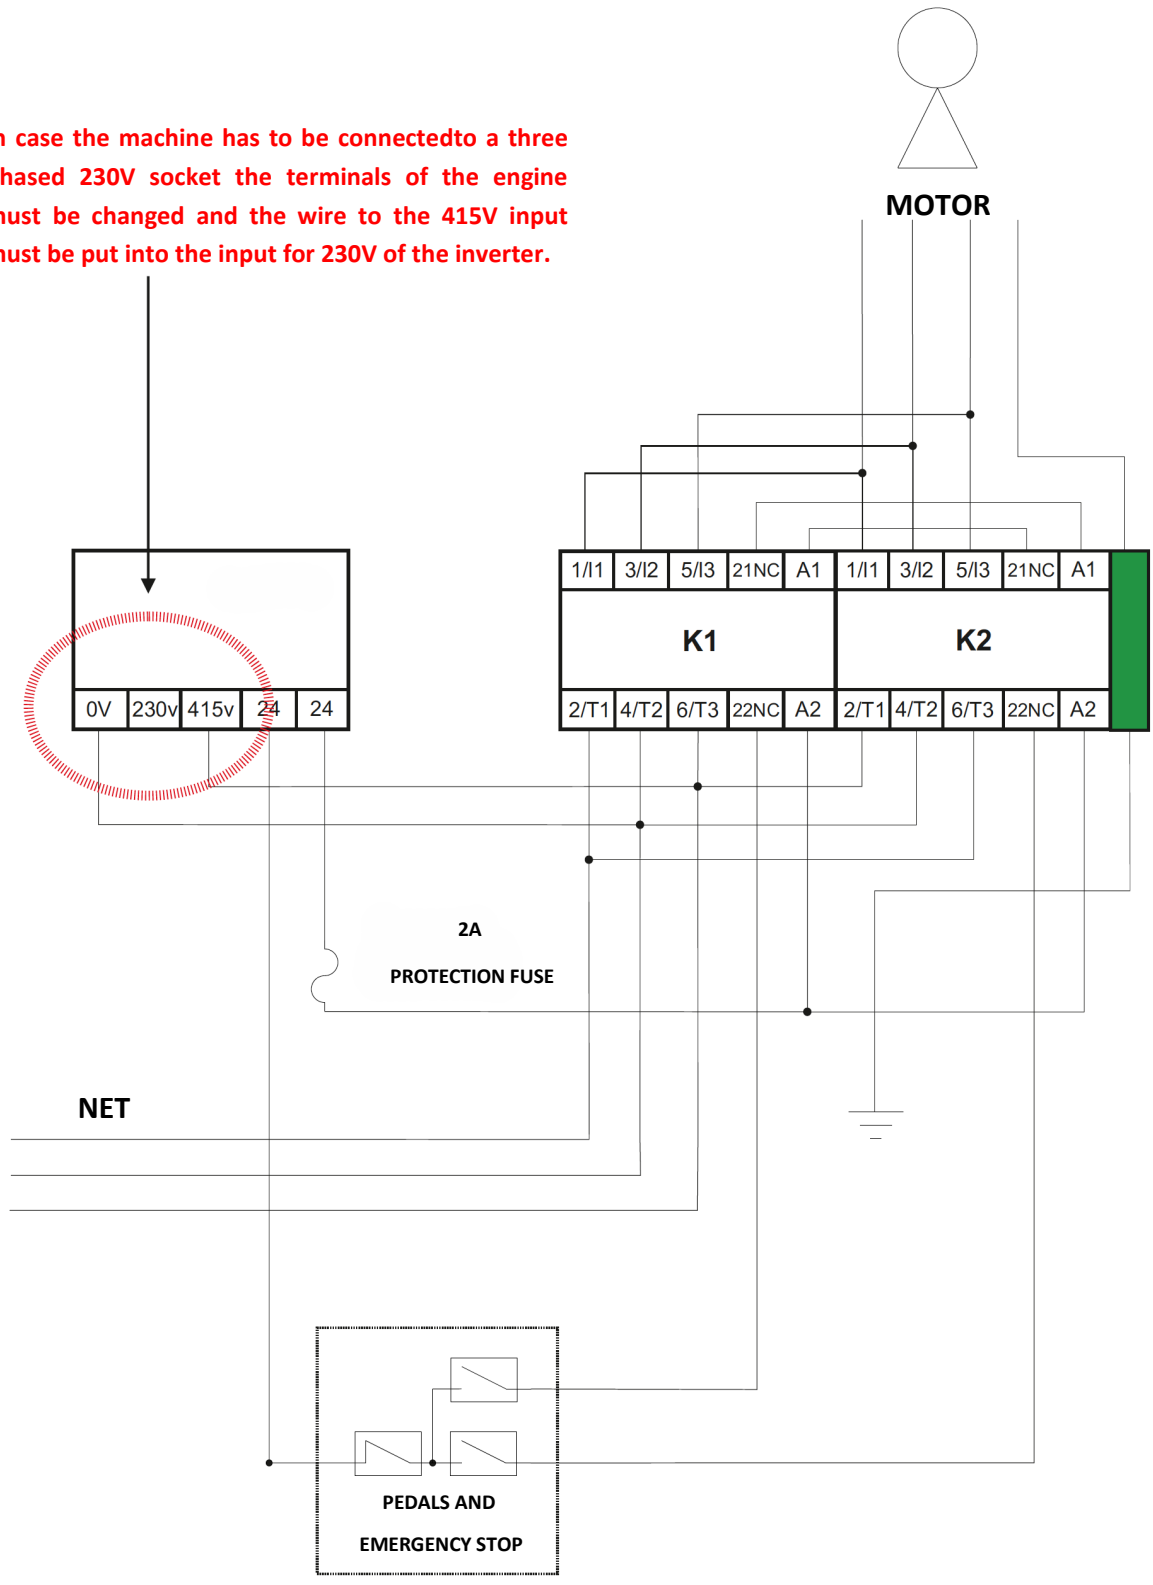 n case the machine has to be connectedto a three
hased 230V socket the terminals of the engine
nust be changed and the wire to the 415V input
nust be put into the input for 230V of the inverter.
MOTOR
1/I1 3/I2 5/I3 21NC A1 1/I1 3/I2 5/I3 21NC A1
K1 K2
0V 230v 415v 24 24
2/T1 4/T2 6/T3 22NC A2 2/T1 4/T2 6/T3 22NC A2
2A
PROTECTION FUSE
NET
PEDALS AND
EMERGENCY STOP